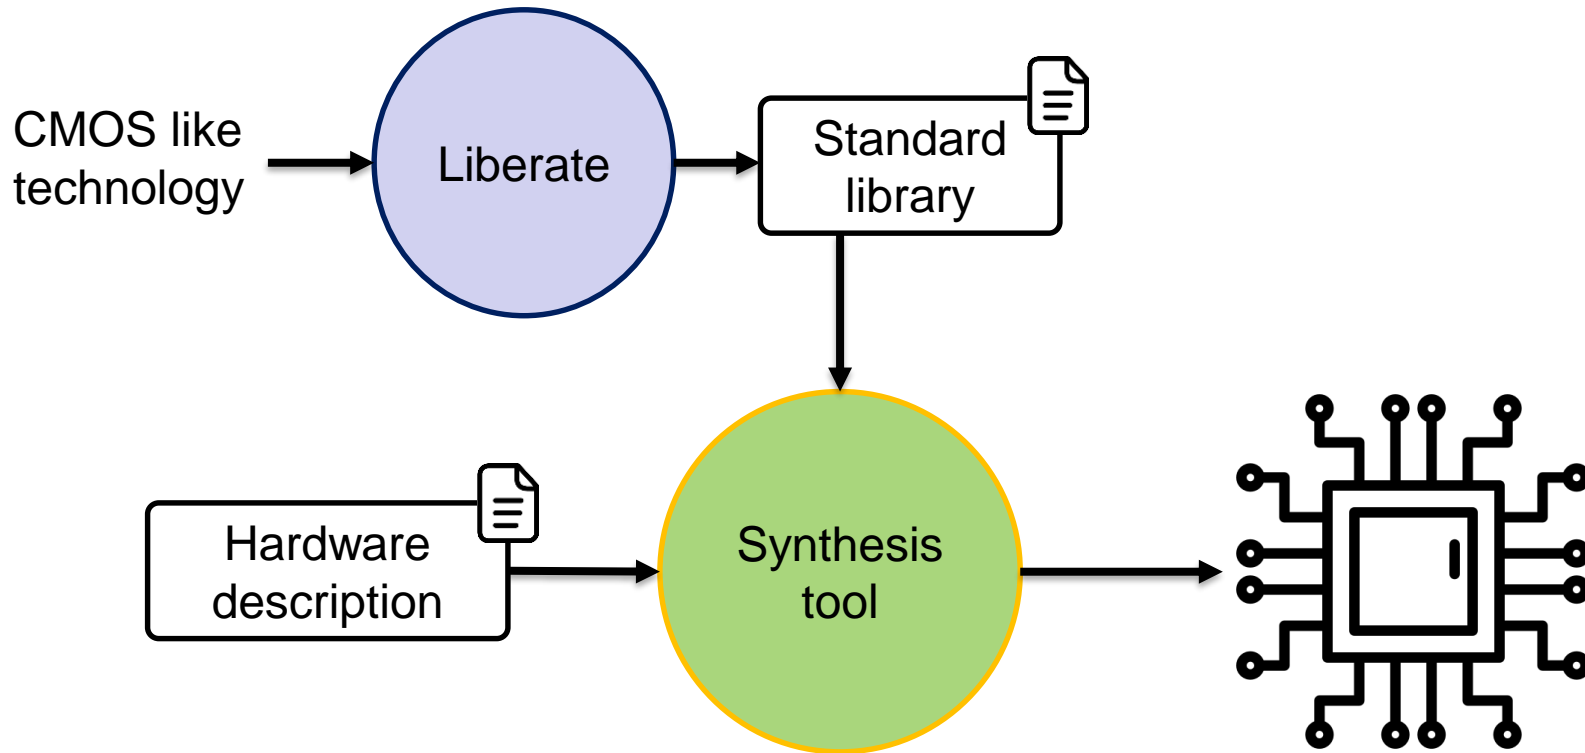 CMOS like
technology
Liberate
Standard
library
Hardware
description
Synthesis
tool